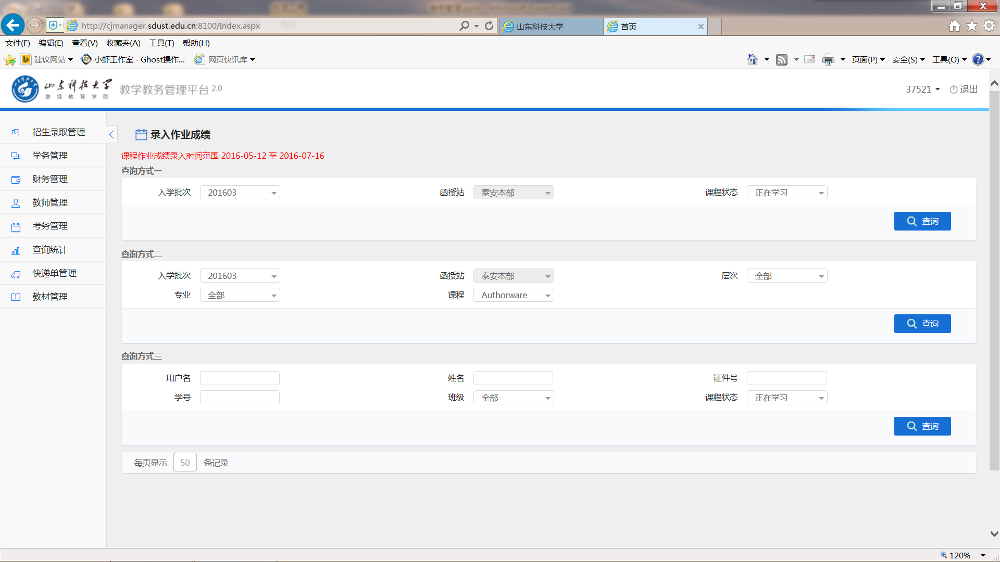 http://cjmanager.sdust.edu.cn:8100/Index.aspx
山东科技大学
首页
文件(F) 编辑(E) 查看(V) 收藏夹(A) 工具(T) 帮助(H)
建议网站 小虾工作室 - Ghost操作... 网页快讯库
页面(P) 安全(S) 工具(O)
山东科技大学
继续教育学院
教学教务管理平台 2.0
37521 退出
招生录取管理
学务管理
财务管理
教师管理
考务管理
查询统计
快递单管理
教材管理
录入作业成绩
课程作业成绩录入时间范围 2016-05-12 至 2016-07-16
查询方式一
入学批次 201603 函授站 泰安本部 课程状态 正在学习
查询
查询方式二
入学批次 201603 函授站 泰安本部 层次 全部
专业 全部 课程 Authorware
查询
查询方式三
用户名 姓名 证件号
学号 班级 全部 课程状态 正在学习
查询
每页显示 50 条记录
120%